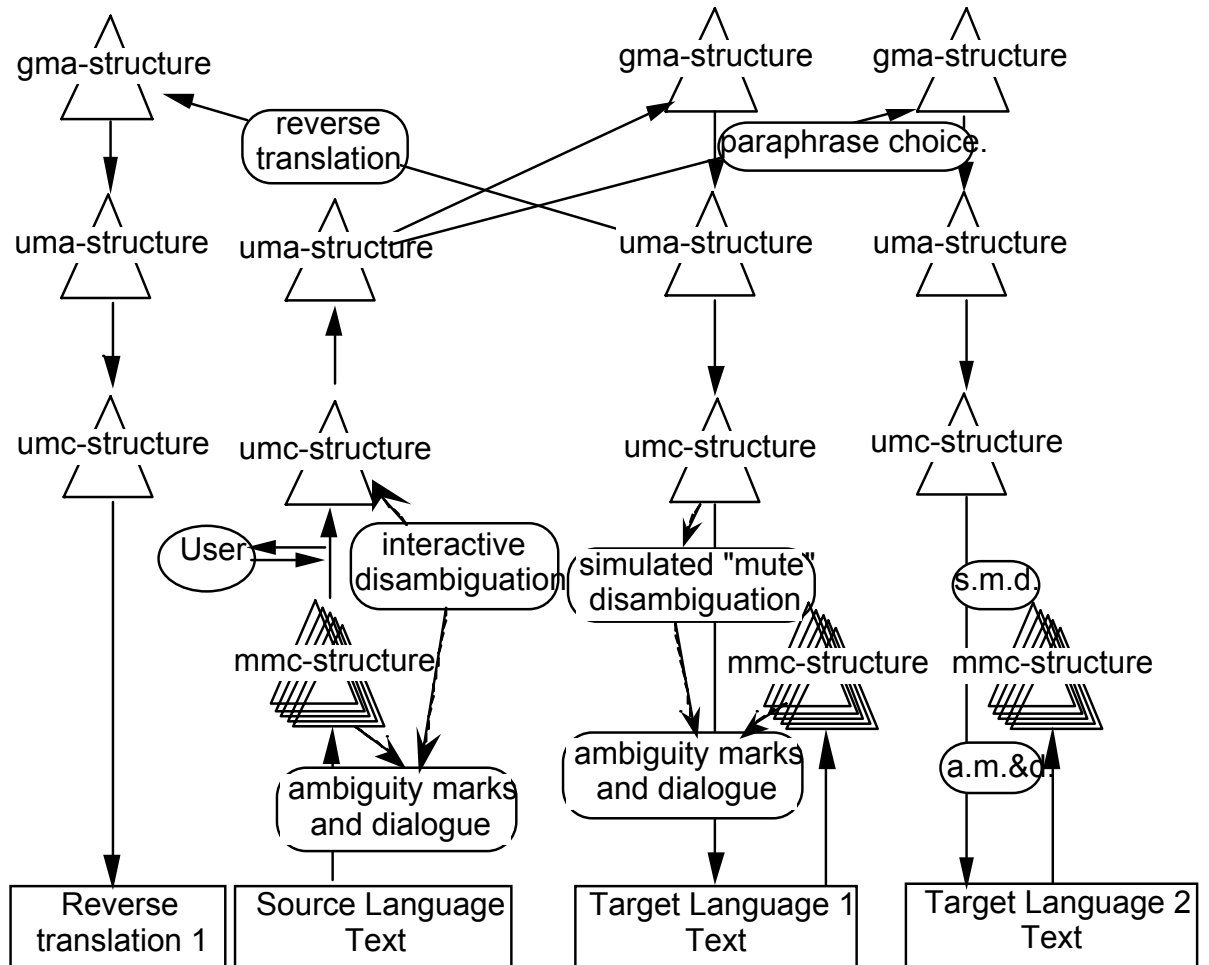 gma-structure
gma-structure
gma-structure
reverse
translation
paraphrase choice.
uma-structure
uma-structure
uma-structure
uma-structure
umc-structure
umc-structure
umc-structure
umc-structure
User
interactive
disambiguation
simulated "mute"
disambiguation
s.m.d.
mmc-structure
mmc-structure
mmc-structure
ambiguity marks
and dialogue
ambiguity marks
and dialogue
a.m.&d.
Reverse
translation 1
Source Language
Text
Target Language 1
Text
Target Language 2
Text